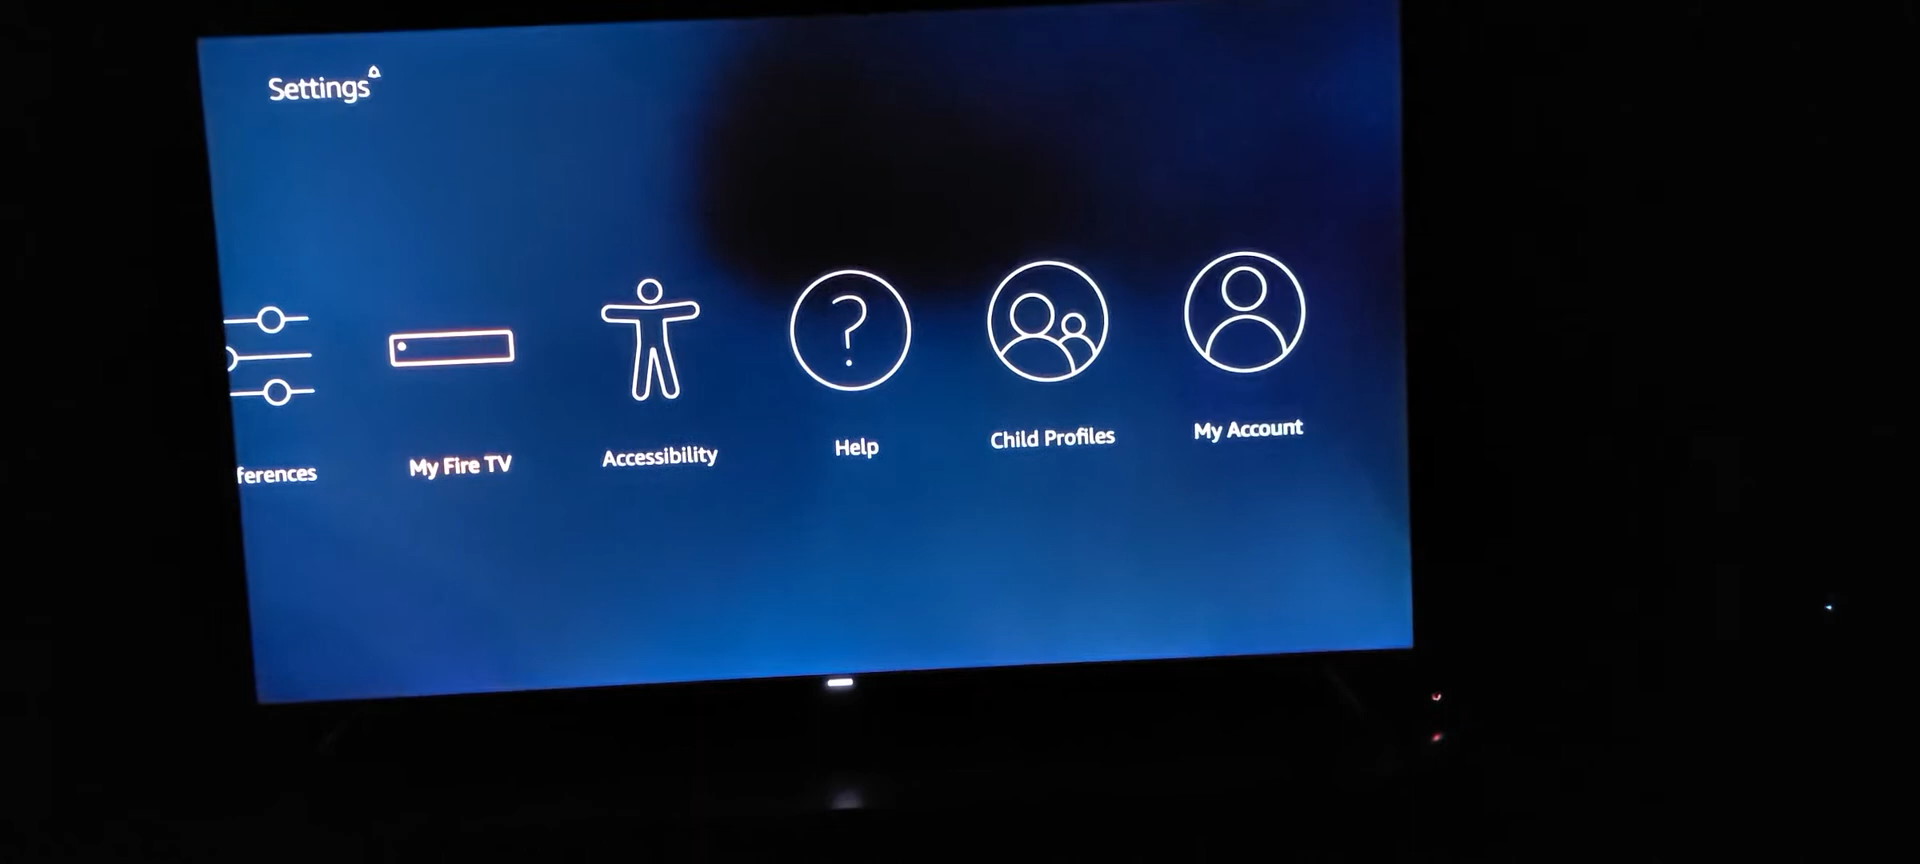 Settings
ferences
My Fire TV
Accessibility
Help
Child Profiles
My Account